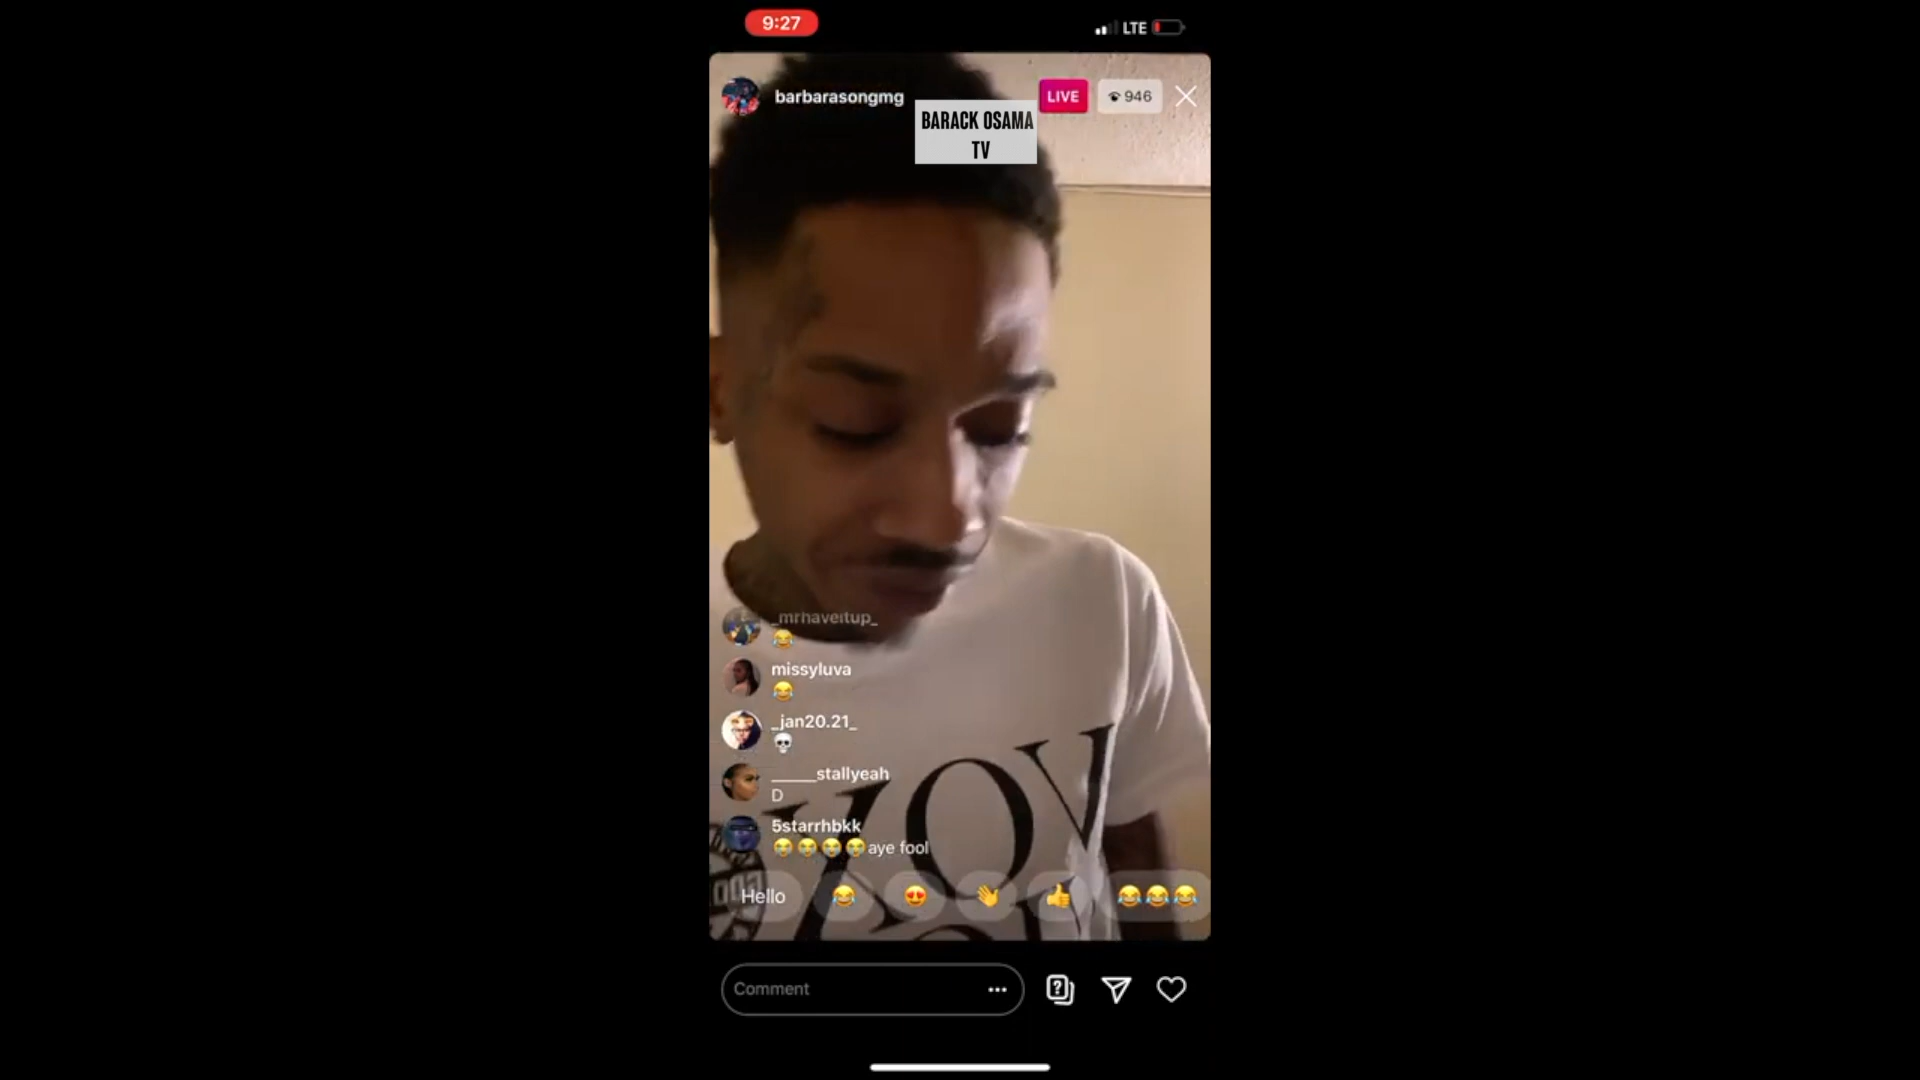 9:27
LTE
barbarasongmg
LIVE
946
BARACK OSAMA
TV
_mrhaveitup_
😂
missyluva
😂
_jan20.21_
💀
_____stallyeah
D
5starrhbkk
😭😭😭😭aye fool
Hello 😂 😍 👋 👍 😂😂😂
Comment